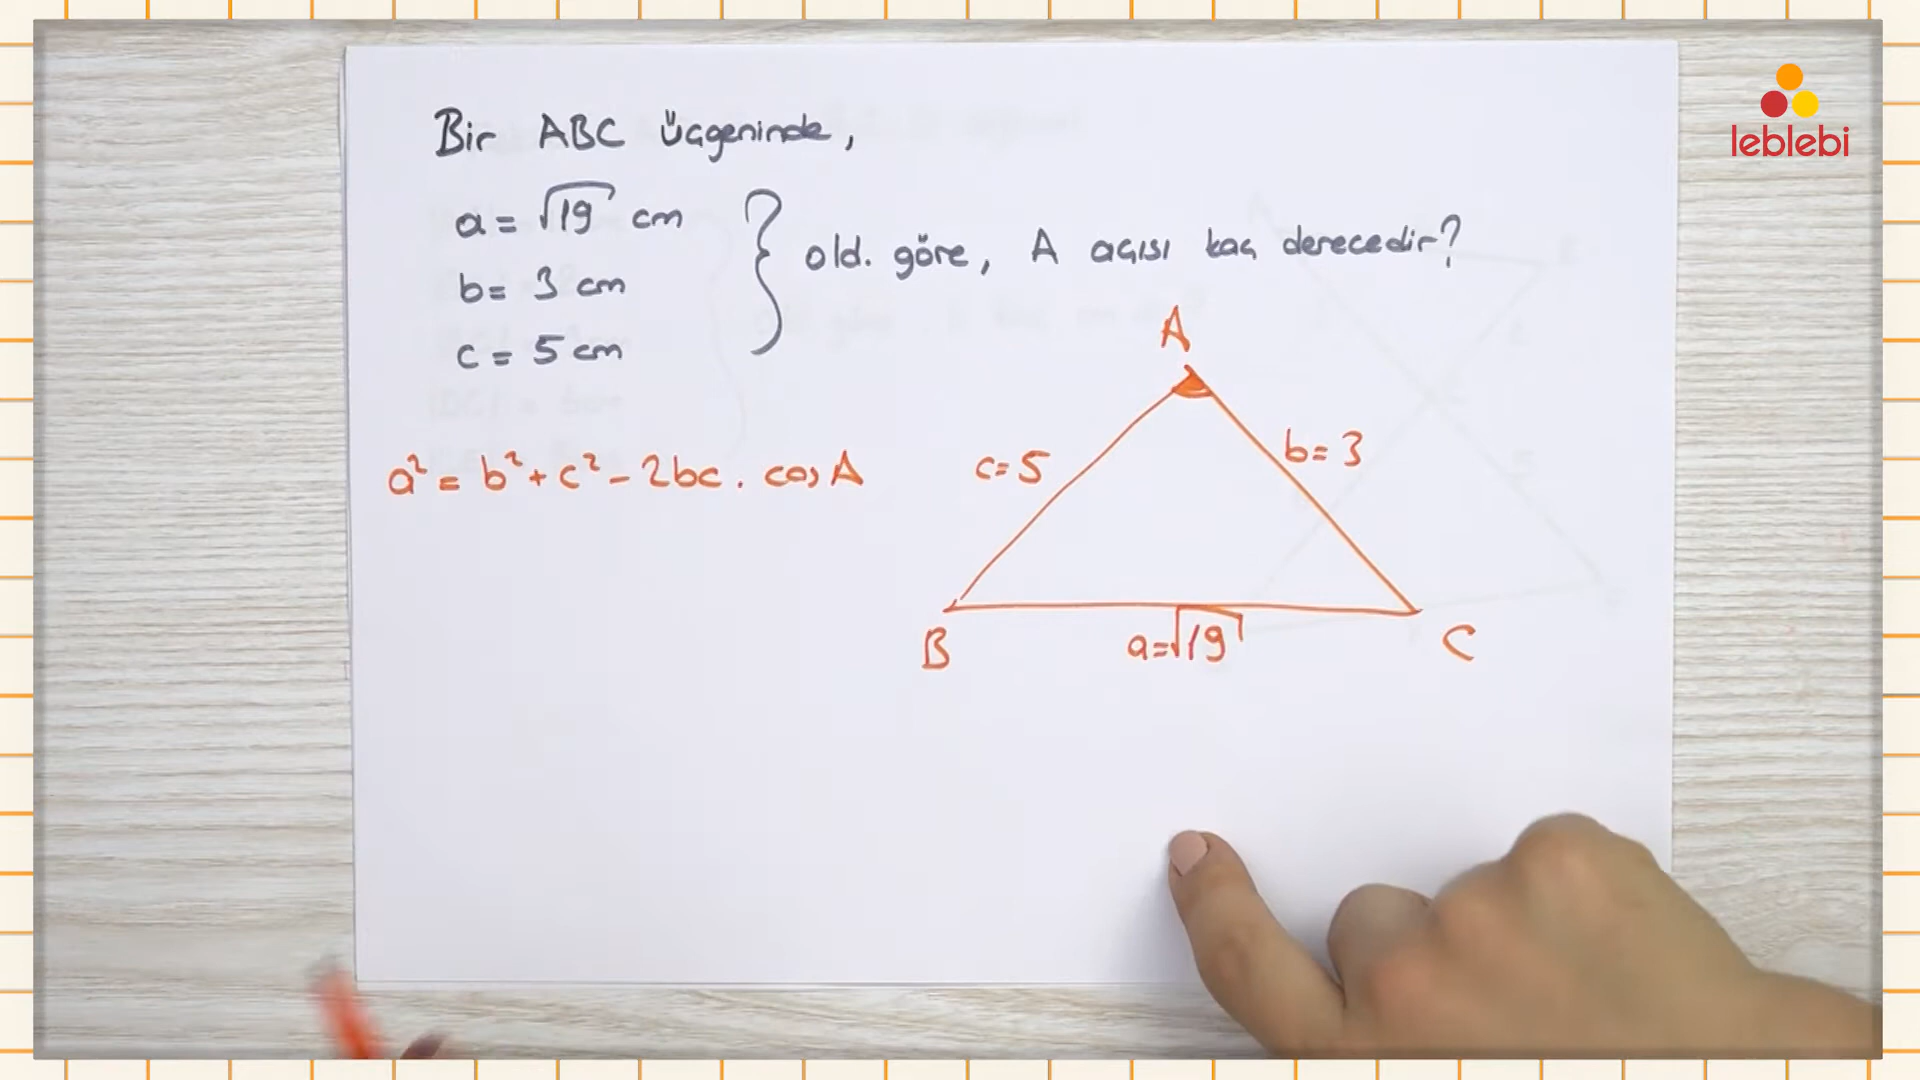 leblebi
Bir ABC üçgeninde,
a = √19 cm
b = 3 cm
c = 5 cm
old. göre, A açısı kaç derecedir?
A
a² = b² + c² - 2bc . cos A
c = 5
b = 3
B
a = √19
C